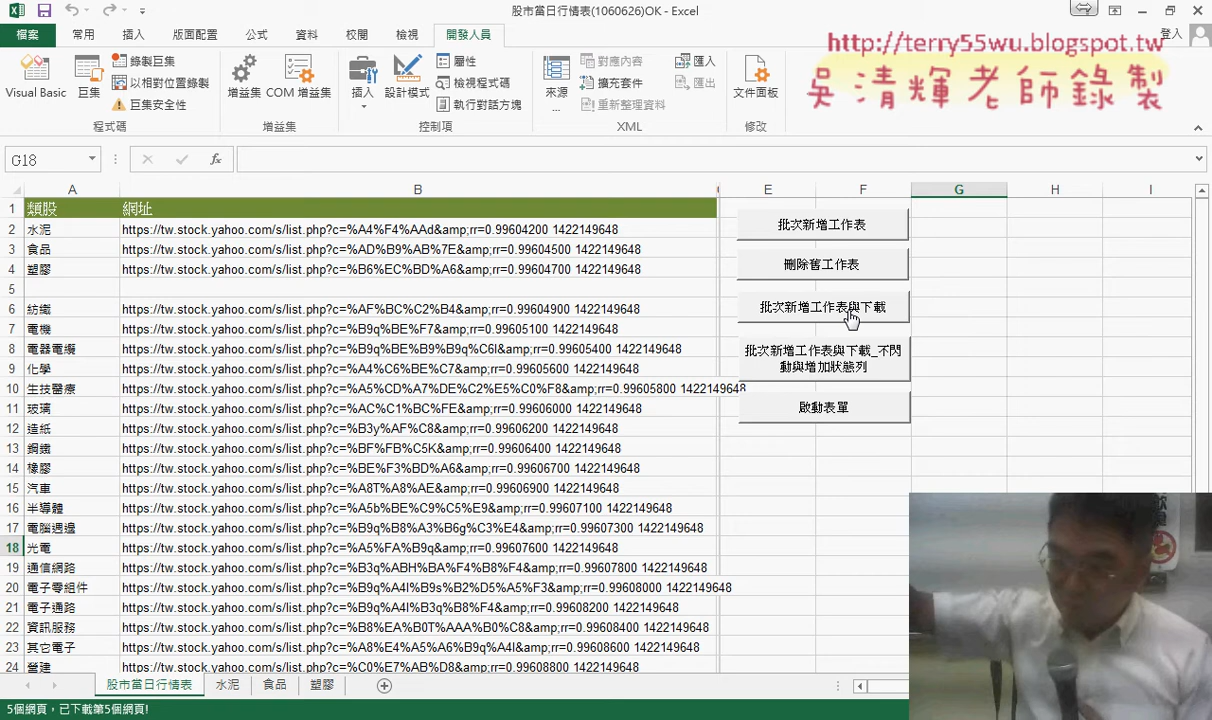 股市當日行情表(1060626)OK - Excel
檔案 常用 插入 版面配置 公式 資料 校閱 檢視 開發人員 登入
http://terry55wu.blogspot.tw
吳清輝老師錄製
Visual Basic 巨集 錄製巨集 以相對位置錄製 巨集安全性 程式碼
增益集 COM 增益集 增益集
插入 設計模式 屬性 檢視程式碼 執行對話方塊 控制項
來源 對應內容 擴充套件 重新整理資料 匯入 匯出 XML
文件面板 修改
G18 fx
A B E F G H I
1 類股 網址
2 水泥 https://tw.stock.yahoo.com/s/list.php?c=%A4%F4%AAd&amp;rr=0.99604200 1422149648
3 食品 https://tw.stock.yahoo.com/s/list.php?c=%AD%B9%AB%7E&amp;rr=0.99604500 1422149648
4 塑膠 https://tw.stock.yahoo.com/s/list.php?c=%B6%EC%BD%A6&amp;rr=0.99604700 1422149648
5
6 紡織 https://tw.stock.yahoo.com/s/list.php?c=%AF%BC%C2%B4&amp;rr=0.99604900 1422149648
7 電機 https://tw.stock.yahoo.com/s/list.php?c=%B9q%BE%F7&amp;rr=0.99605100 1422149648
8 電器電纜 https://tw.stock.yahoo.com/s/list.php?c=%B9q%BE%B9%B9q%C6l&amp;rr=0.99605400 1422149648
9 化學 https://tw.stock.yahoo.com/s/list.php?c=%A4%C6%BE%C7&amp;rr=0.99605600 1422149648
10 生技醫療 https://tw.stock.yahoo.com/s/list.php?c=%A5%CD%A7%DE%C2%E5%C0%F8&amp;rr=0.99605800 1422149648
11 玻璃 https://tw.stock.yahoo.com/s/list.php?c=%AC%C1%BC%FE&amp;rr=0.99606000 1422149648
12 造紙 https://tw.stock.yahoo.com/s/list.php?c=%B3y%AF%C8&amp;rr=0.99606200 1422149648
13 鋼鐵 https://tw.stock.yahoo.com/s/list.php?c=%BF%FB%C5K&amp;rr=0.99606400 1422149648
14 橡膠 https://tw.stock.yahoo.com/s/list.php?c=%BE%F3%BD%A6&amp;rr=0.99606700 1422149648
15 汽車 https://tw.stock.yahoo.com/s/list.php?c=%A8T%A8%AE&amp;rr=0.99606900 1422149648
16 半導體 https://tw.stock.yahoo.com/s/list.php?c=%A5b%BE%C9%C5%E9&amp;rr=0.99607100 1422149648
17 電腦週邊 https://tw.stock.yahoo.com/s/list.php?c=%B9q%B8%A3%B6g%C3%E4&amp;rr=0.99607300 1422149648
18 光電 https://tw.stock.yahoo.com/s/list.php?c=%A5%FA%B9q&amp;rr=0.99607600 1422149648
19 通信網路 https://tw.stock.yahoo.com/s/list.php?c=%B3q%ABH%BA%F4%B8%F4&amp;rr=0.99607800 1422149648
20 電子零組件 https://tw.stock.yahoo.com/s/list.php?c=%B9q%A4l%B9s%B2%D5%A5%F3&amp;rr=0.99608000 1422149648
21 電子通路 https://tw.stock.yahoo.com/s/list.php?c=%B9q%A4l%B3q%B8%F4&amp;rr=0.99608200 1422149648
22 資訊服務 https://tw.stock.yahoo.com/s/list.php?c=%B8%EA%B0T%AAA%B0%C8&amp;rr=0.99608400 1422149648
23 其它電子 https://tw.stock.yahoo.com/s/list.php?c=%A8%E4%A5%A6%B9q%A4l&amp;rr=0.99608600 1422149648
24 營建 https://tw.stock.yahoo.com/s/list.php?c=%C0%E7%AB%D8&amp;rr=0.99608800 1422149648
批次新增工作表
刪除舊工作表
批次新增工作表與下載
批次新增工作表與下載_不閃
動與增加狀態列
啟動表單
股市當日行情表 水泥 食品 塑膠
5個網頁，已下載第5個網頁!